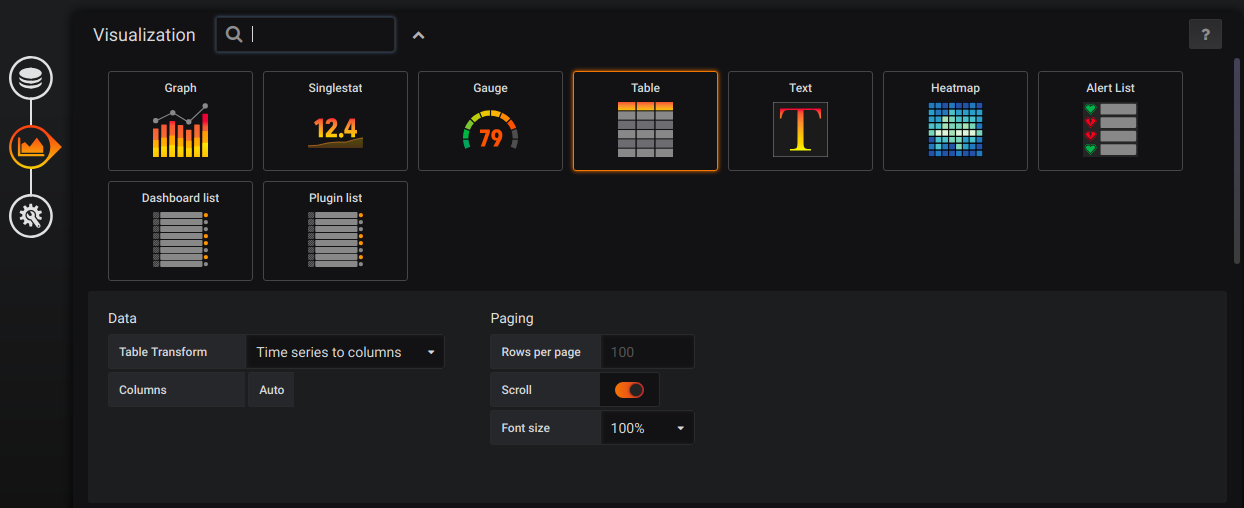 Visualization
?
Graph
Singlestat
12.4
Gauge
79
Table
Text
T
Heatmap
Alert List
Dashboard list
Plugin list
Data
Table Transform
Time series to columns
Columns
Auto
Paging
Rows per page
100
Scroll
Font size
100%